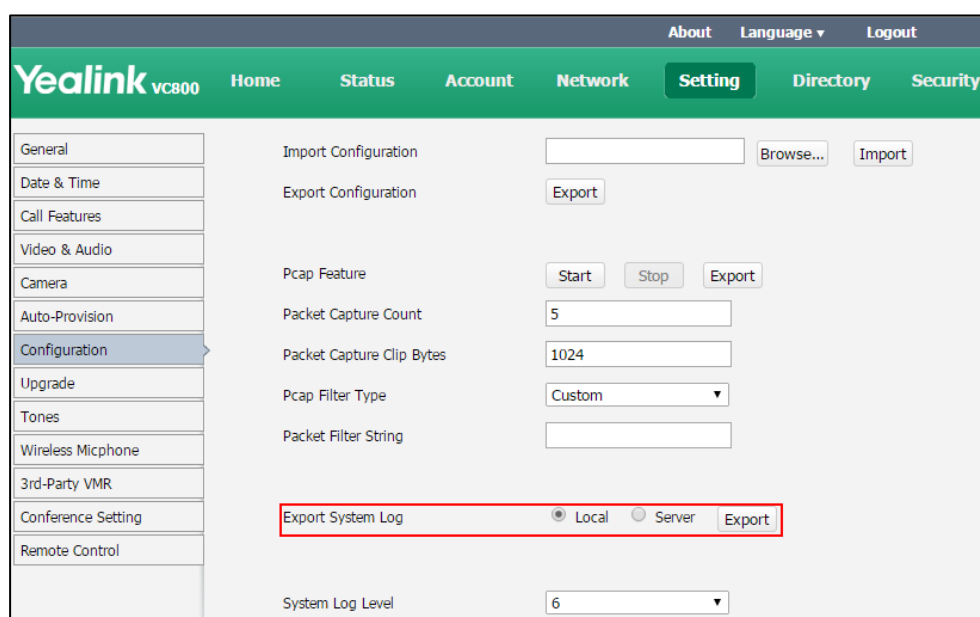 About Language ▾ Logout
Yealink VC800 Home Status Account Network Setting Directory Security
General
Date & Time
Call Features
Video & Audio
Camera
Auto-Provision
Configuration
Upgrade
Tones
Wireless Micphone
3rd-Party VMR
Conference Setting
Remote Control
Import Configuration Browse... Import
Export Configuration Export
Pcap Feature Start Stop Export
Packet Capture Count 5
Packet Capture Clip Bytes 1024
Pcap Filter Type Custom
Packet Filter String
Export System Log Local Server Export
System Log Level 6